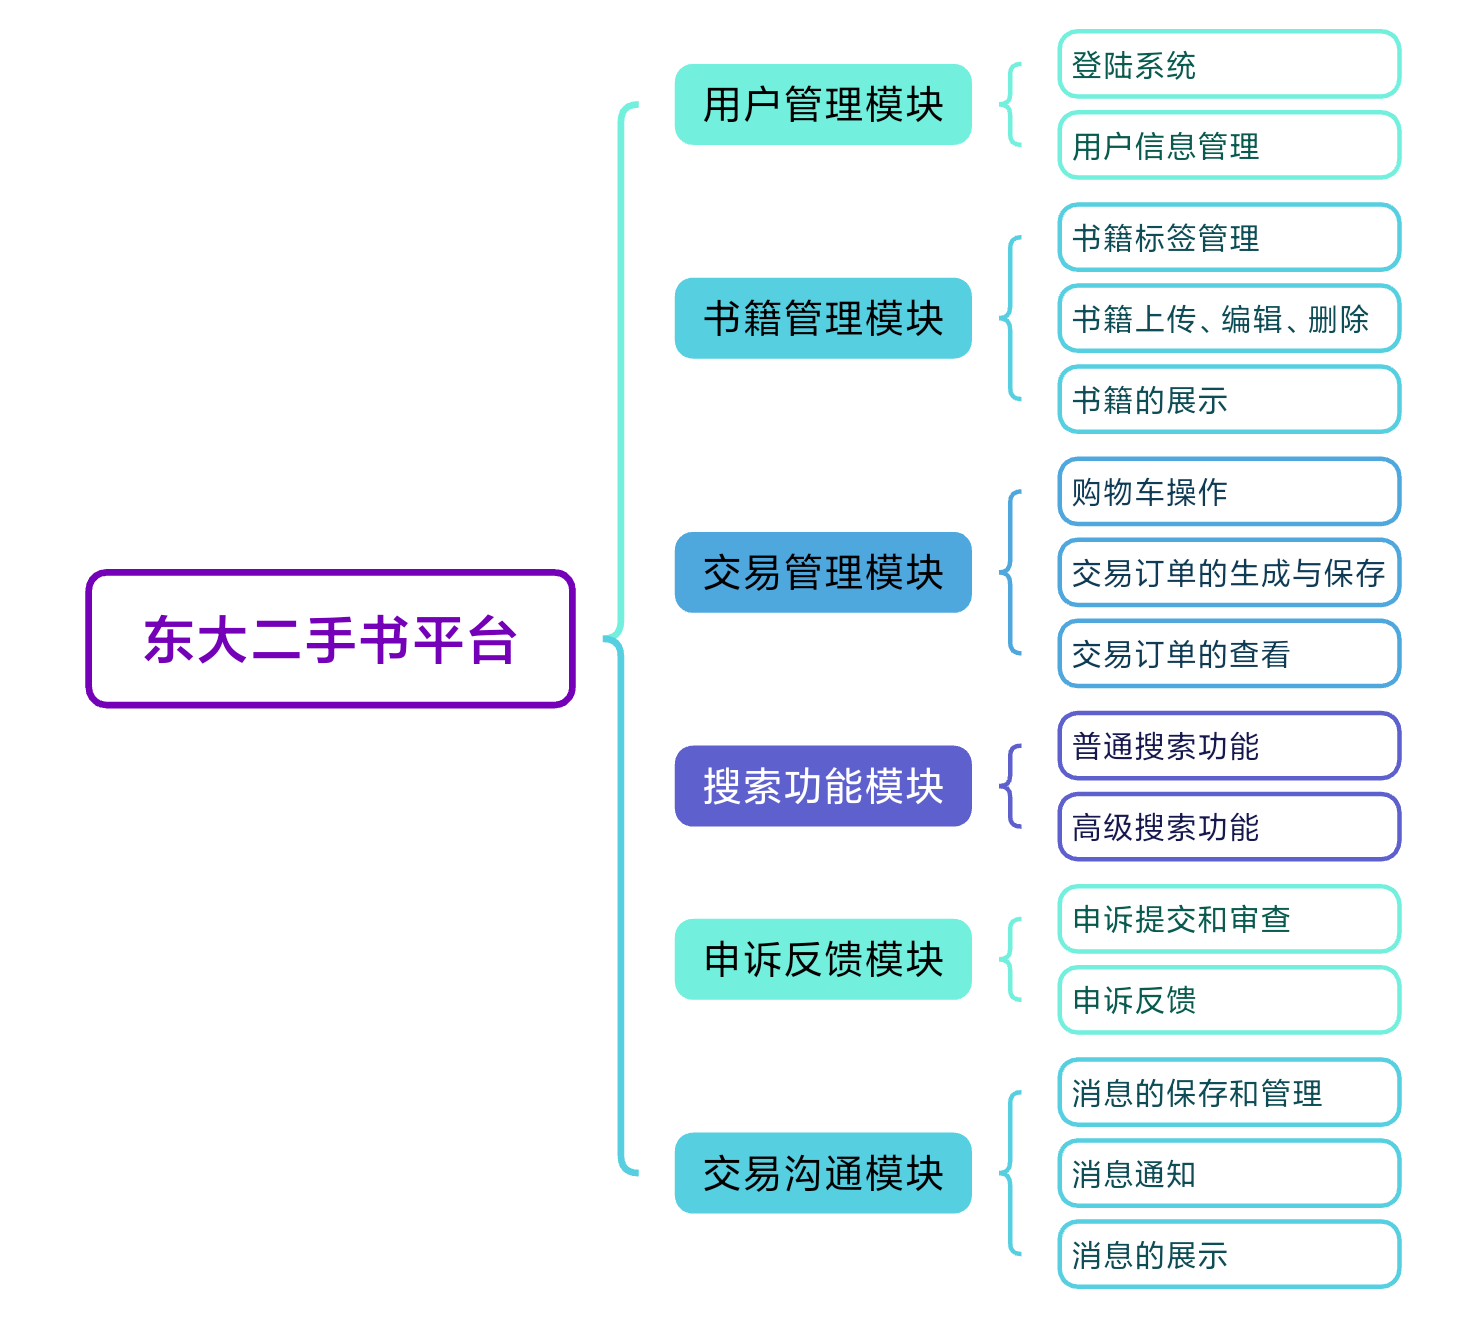 东大二手书平台
用户管理模块
登陆系统
用户信息管理
书籍管理模块
书籍标签管理
书籍上传、编辑、删除
书籍的展示
交易管理模块
购物车操作
交易订单的生成与保存
交易订单的查看
搜索功能模块
普通搜索功能
高级搜索功能
申诉反馈模块
申诉提交和审查
申诉反馈
交易沟通模块
消息的保存和管理
消息通知
消息的展示